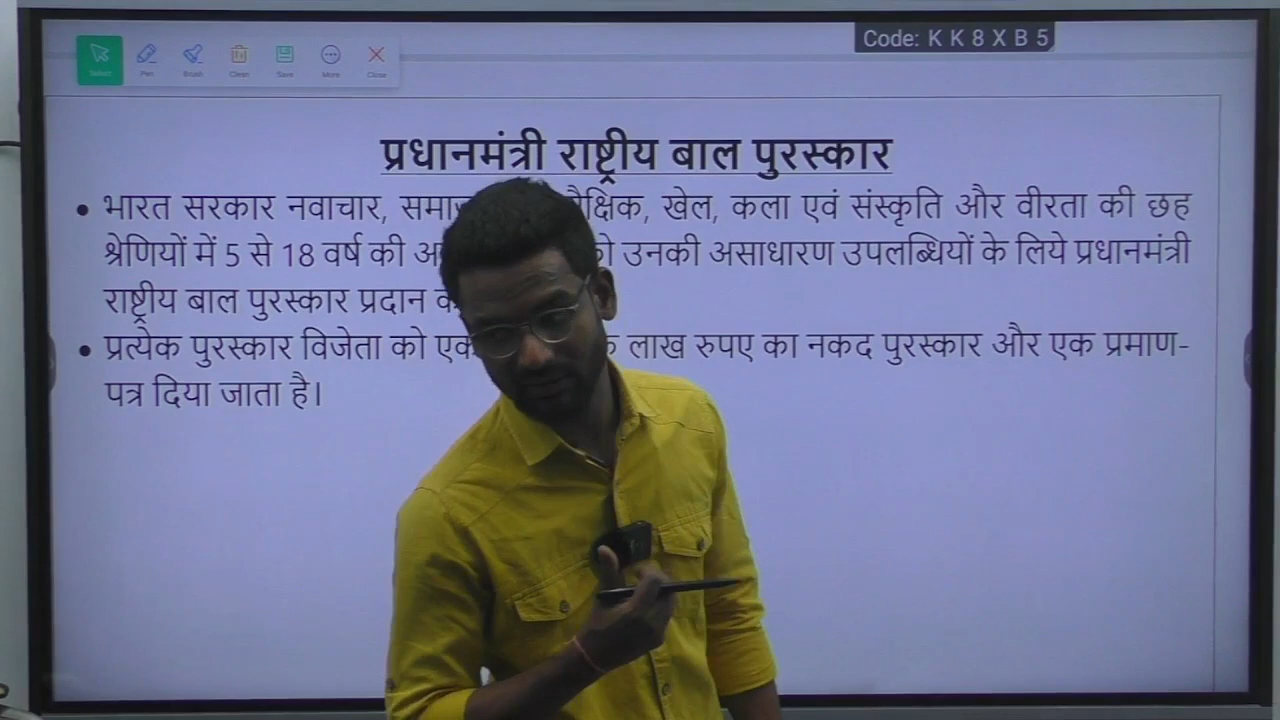 Code: K K 8 X B 5
Select Pen Brush Clean Save More Close
प्रधानमंत्री राष्ट्रीय बाल पुरस्कार
• भारत सरकार नवाचार, खेल, कला एवं संस्कृति और वीरता की छह
श्रेणियों में 5 से 18 वर्ष की उनकी असाधारण उपलब्धियों के लिये प्रधानमंत्री
राष्ट्रीय बाल पुरस्कार प्रदान
• प्रत्येक पुरस्कार विजेता को एक लाख रुपए का नकद पुरस्कार और एक प्रमाण-
पत्र दिया जाता है।